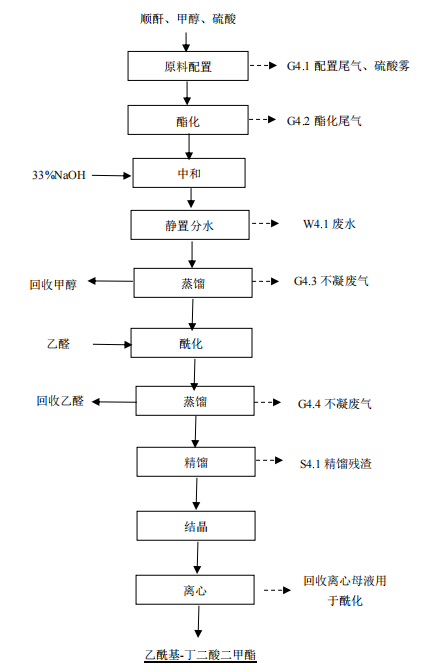 顺酐、甲醇、硫酸
原料配置
G4.1 配置尾气、硫酸雾
酯化
G4.2 酯化尾气
33%NaOH
中和
静置分水
W4.1 废水
回收甲醇
蒸馏
G4.3 不凝废气
乙醛
酰化
回收乙醛
蒸馏
G4.4 不凝废气
精馏
S4.1 精馏残渣
结晶
离心
回收离心母液用
于酰化
乙酰基-丁二酸二甲酯